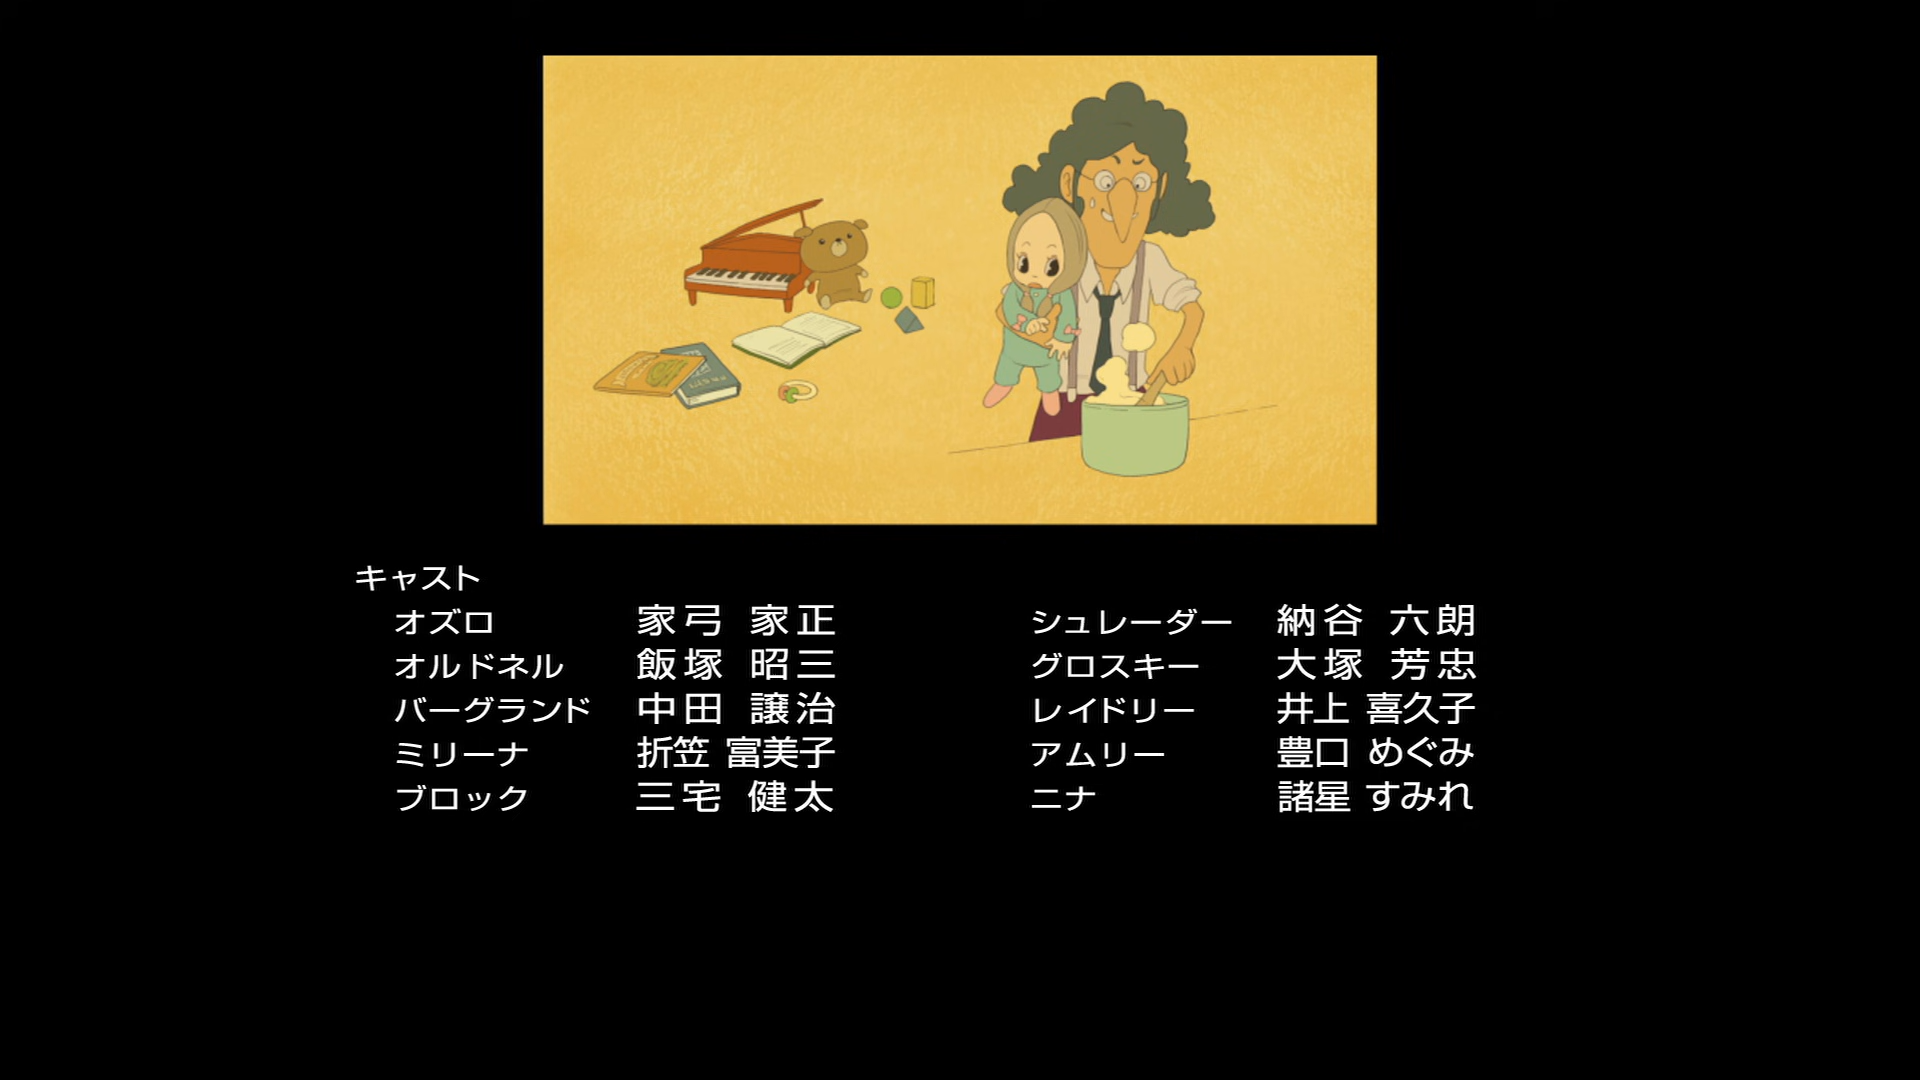 キャスト
オズロ 家弓 家正
オルドネル 飯塚 昭三
バーグランド 中田 譲治
ミリーナ 折笠 富美子
ブロック 三宅 健太
シュレーダー 納谷 六朗
グロスキー 大塚 芳忠
レイドリー 井上 喜久子
アムリー 豊口 めぐみ
ニナ 諸星 すみれ